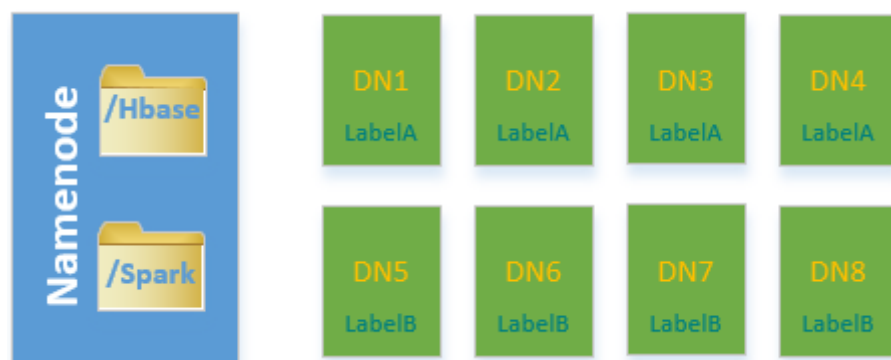 Namenode
/Hbase
/Spark
DN1
LabelA
DN2
LabelA
DN3
LabelA
DN4
LabelA
DN5
LabelB
DN6
LabelB
DN7
LabelB
DN8
LabelB